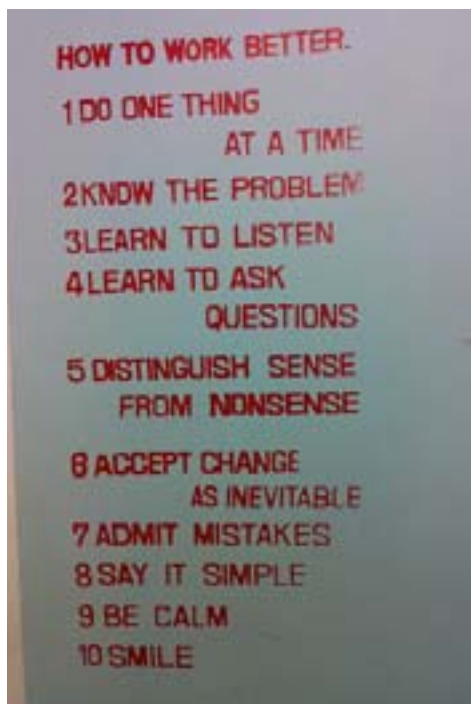 HOW TO WORK BETTER.
1 DO ONE THING
AT A TIME
2 KNOW THE PROBLEM
3 LEARN TO LISTEN
4 LEARN TO ASK
QUESTIONS
5 DISTINGUISH SENSE
FROM NONSENSE
6 ACCEPT CHANGE
AS INEVITABLE
7 ADMIT MISTAKES
8 SAY IT SIMPLE
9 BE CALM
10 SMILE